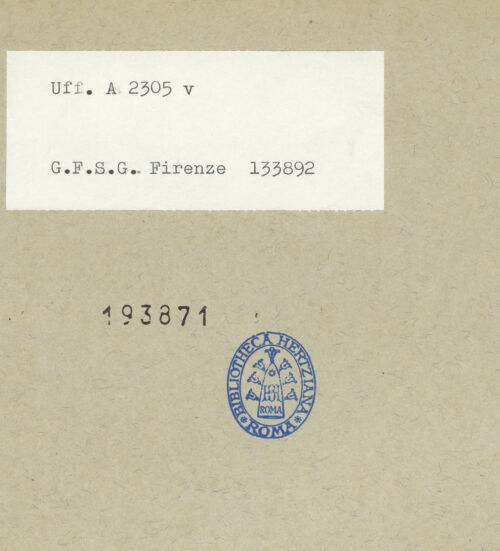 Uff. A 2305 v
G.F.S.G. Firenze 133892
193871
BIBLIOTHECA HERTZIANA
ROMA
ROMA